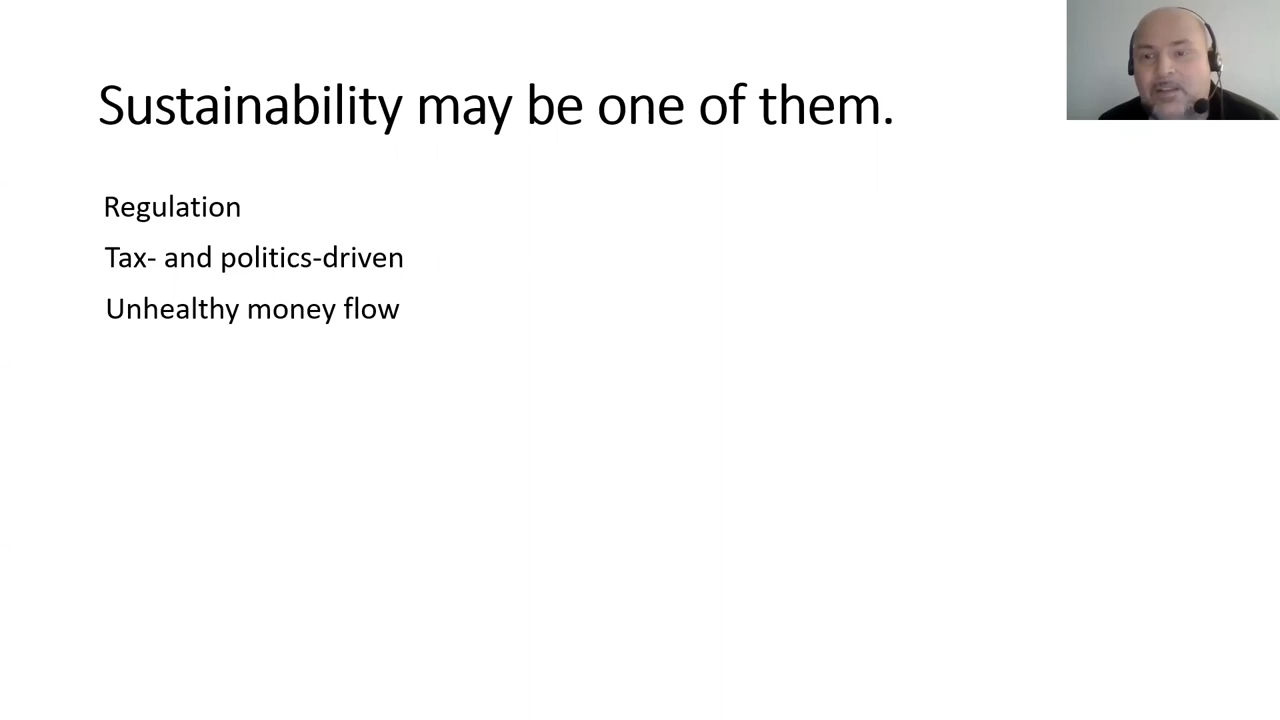 Sustainability may be one of them.
Regulation
Tax- and politics-driven
Unhealthy money flow